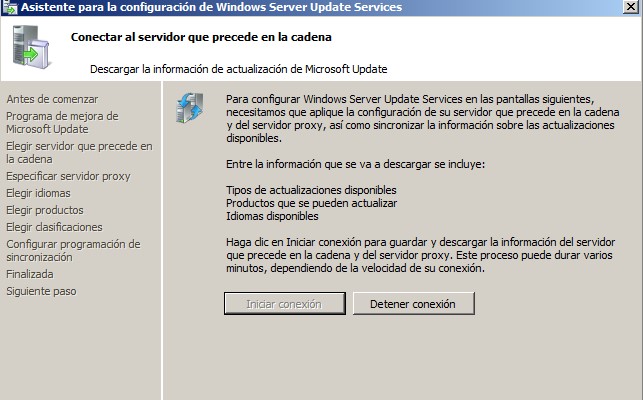 Asistente para la configuración de Windows Server Update Services
Conectar al servidor que precede en la cadena
Descargar la información de actualización de Microsoft Update
Antes de comenzar
Programa de mejora de
Microsoft Update
Elegir servidor que precede en
la cadena
Especificar servidor proxy
Elegir idiomas
Elegir productos
Elegir clasificaciones
Configurar programación de
sincronización
Finalizada
Siguiente paso
Para configurar Windows Server Update Services en las pantallas siguientes,
necesitamos que aplique la configuración de su servidor que precede en la cadena
y del servidor proxy, así como sincronizar la información sobre las actualizaciones
disponibles.
Entre la información que se va a descargar se incluye:
Tipos de actualizaciones disponibles
Productos que se pueden actualizar
Idiomas disponibles
Haga clic en Iniciar conexión para guardar y descargar la información del servidor
que precede en la cadena y del servidor proxy. Este proceso puede durar varios
minutos, dependiendo de la velocidad de su conexión.
Iniciar conexión
Detener conexión